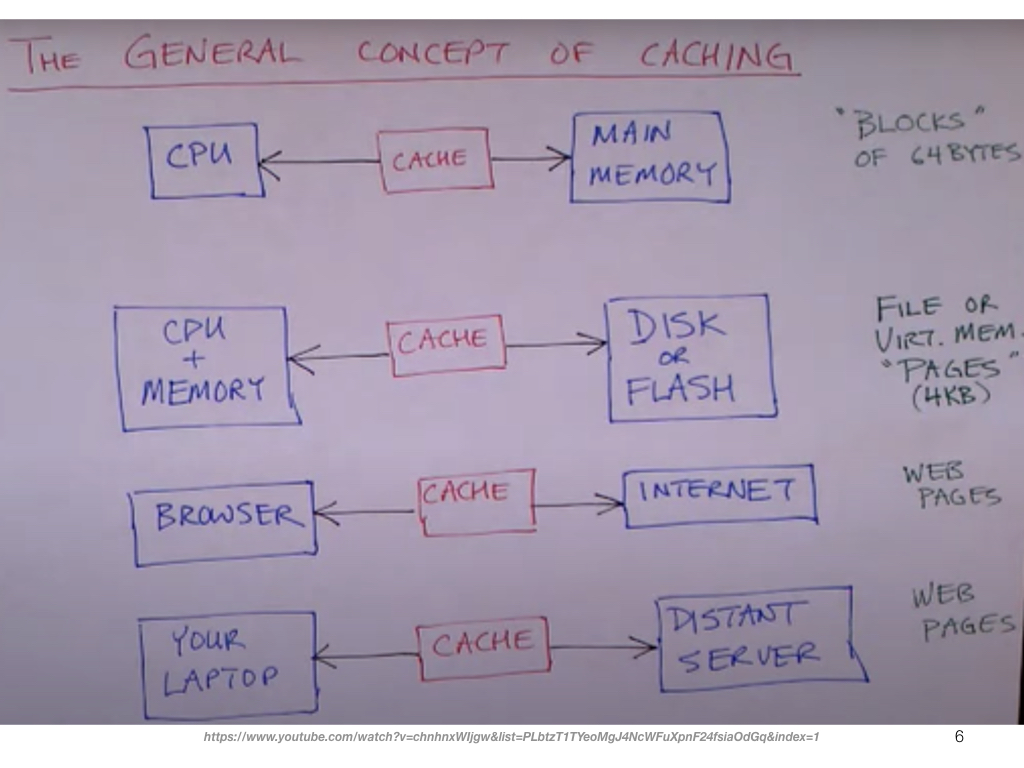 THE GENERAL CONCEPT OF CACHING
CPU
CACHE
MAIN
MEMORY
"BLOCKS"
OF 64 BYTES
CPU
+
MEMORY
CACHE
DISK
OR
FLASH
FILE OR
VIRT. MEM.
"PAGES"
(4KB)
BROWSER
CACHE
INTERNET
WEB
PAGES
YOUR
LAPTOP
CACHE
DISTANT
SERVER
WEB
PAGES
https://www.youtube.com/watch?v=chnhnxWIjgw&list=PLbtzT1TYeoMgJ4NcWFuXpnF24fsiaOdGq&index=1
6